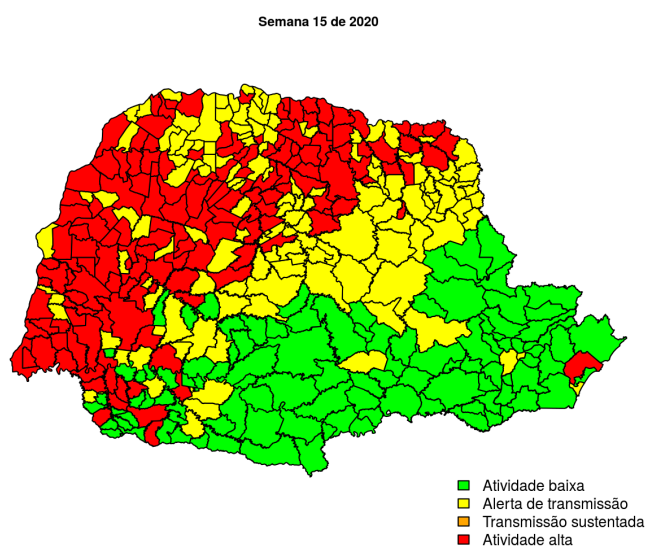 Semana 15 de 2020
Atividade baixa
Alerta de transmissão
Transmissão sustentada
Atividade alta